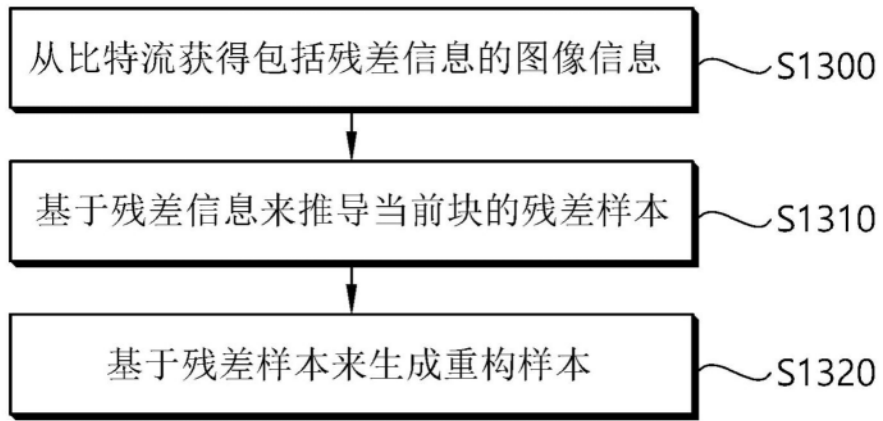 从比特流获得包括残差信息的图像信息
S1300
基于残差信息来推导当前块的残差样本
S1310
基于残差样本来生成重构样本
S1320